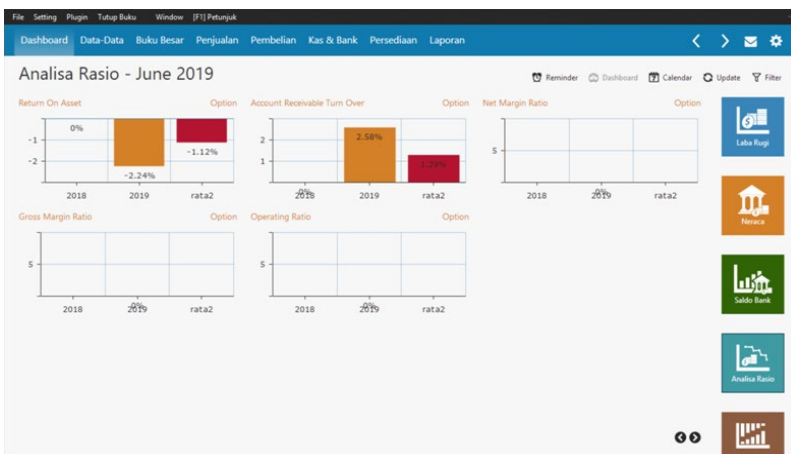 File Setting Plugin Tutup Buku Window [F1] Petunjuk
Dashboard Data-Data Buku Besar Penjualan Pembelian Kas & Bank Persediaan Laporan
Analisa Rasio - June 2019
Reminder Dashboard Calendar Update Filter
Return On Asset Option
0%
-1
-2
-2.24%
-1.12%
2018 2019 rata2
Account Receivable Turn Over Option
2
1
0%
2.58%
1.29%
2018 2019 rata2
Net Margin Ratio Option
5
0%
2018 2019 rata2
Gross Margin Ratio Option
5
0%
2018 2019 rata2
Operating Ratio Option
5
0%
2018 2019 rata2
Laba Rugi
Neraca
Saldo Bank
Analisa Rasio